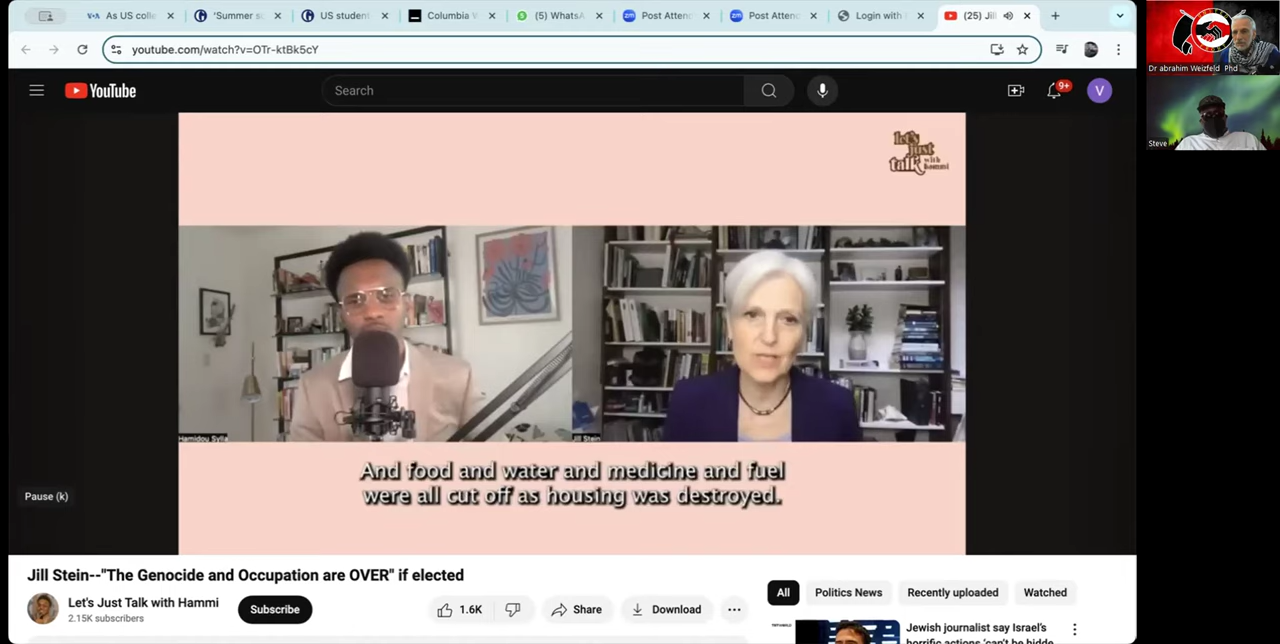 As US colle
'Summer s
US student
Columbia
(5) WhatsA
Post Atten
Post Atten
Login with
(25) Jil
youtube.com/watch?v=OTr-ktBk5cY
YouTube
Search
9+
V
let's
just
talk with
hammi
Hamidou Sylla
Jill Stein
And food and water and medicine and fuel
were all cut off as housing was destroyed.
Pause (k)
Jill Stein--"The Genocide and Occupation are OVER" if elected
Let's Just Talk with Hammi
2.15K subscribers
Subscribe
1.6K
Share
Download
All
Politics News
Recently uploaded
Watched
Jewish journalist say Israel's
horrific actions 'can't be hidde
Dr abrahim Weizfeld Phd
Steve